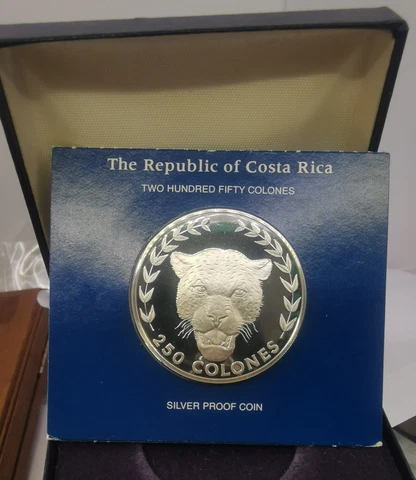 The Republic of Costa Rica
TWO HUNDRED FIFTY COLONES
250 COLONES
SILVER PROOF COIN